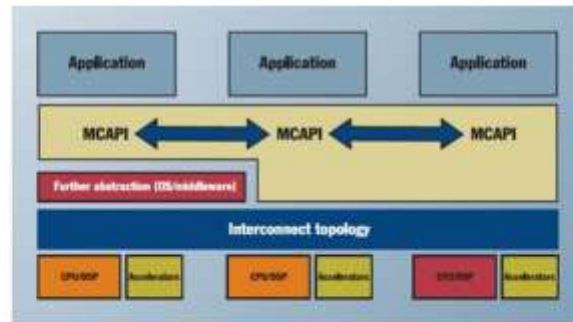 Application Application Application
MCAPI MCAPI MCAPI
Further abstraction (OS/middleware)
Interconnect topology
CPU/DSP Accelerators CPU/DSP Accelerators CPU/DSP Accelerators